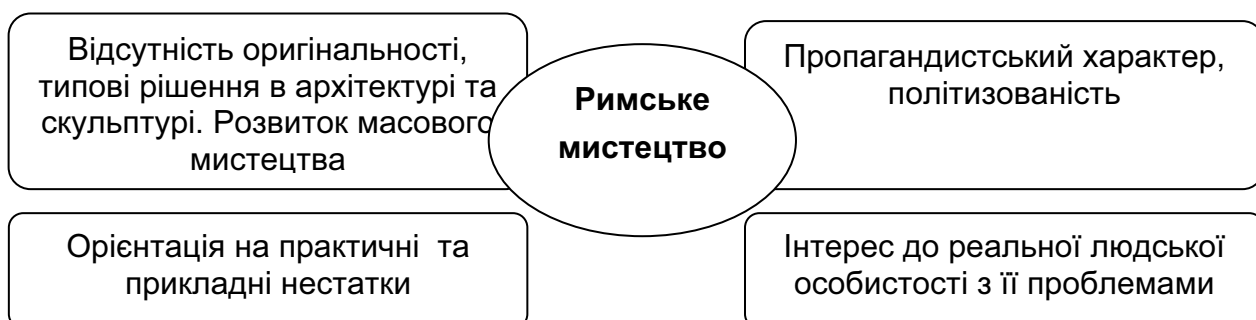 Відсутність оригінальності,
типові рішення в архітектурі та
скульптурі. Розвиток масового
мистецтва
Римське
мистецтво
Пропагандистський характер,
політизованість
Орієнтація на практичні та
прикладні нестатки
Інтерес до реальної людської
особистості з її проблемами